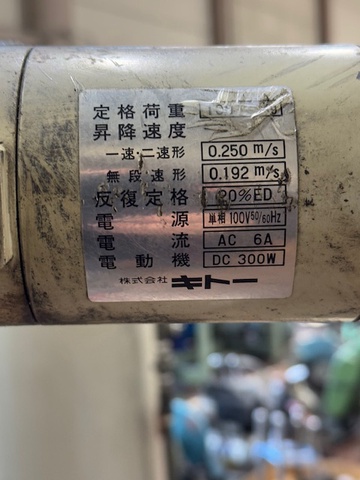 定格荷重
昇降速度
一速・二速形 0.250 m/s
無段速形 0.192 m/s
反復定格 20%ED
電源 単相100V50/60Hz
電流 AC 6A
電動機 DC 300W
株式会社 キトー